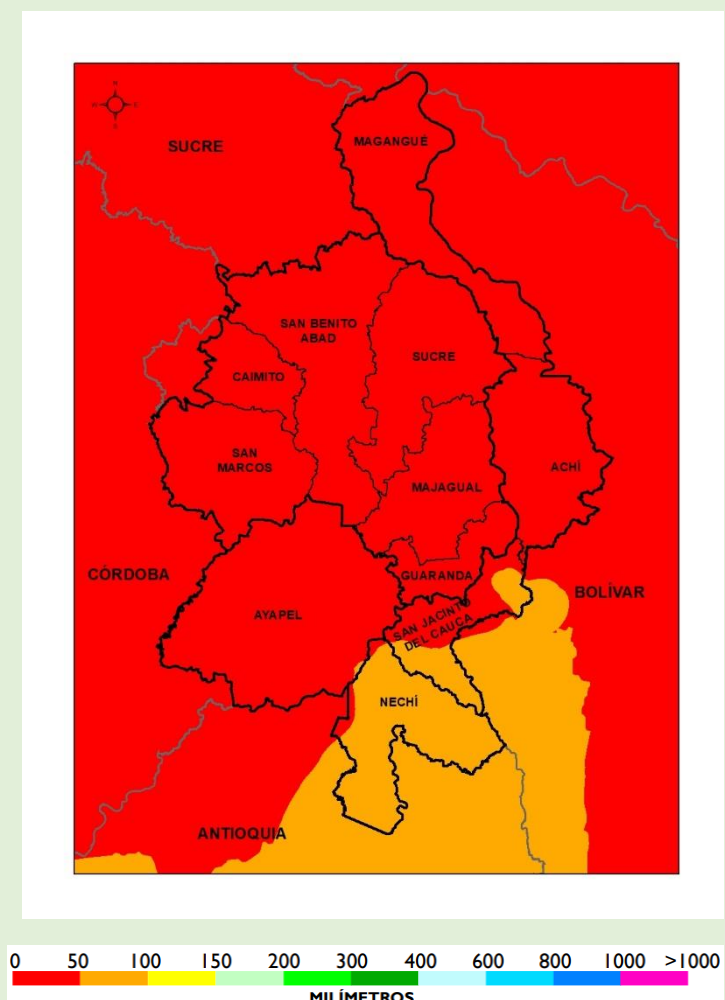 SUCRE
MAGANGUÉ
SAN BENITO
ABAD
SUCRE
CAIMITO
SAN
MARCOS
ACHÍ
MAJAGUAL
CÓRDOBA
GUARANDA
BOLÍVAR
AYAPEL
SAN JACINTO
DEL CAUCA
NECHÍ
ANTIOQUIA
0 50 100 150 200 300 400 600 800 1000 >1000
MILÍMETROS